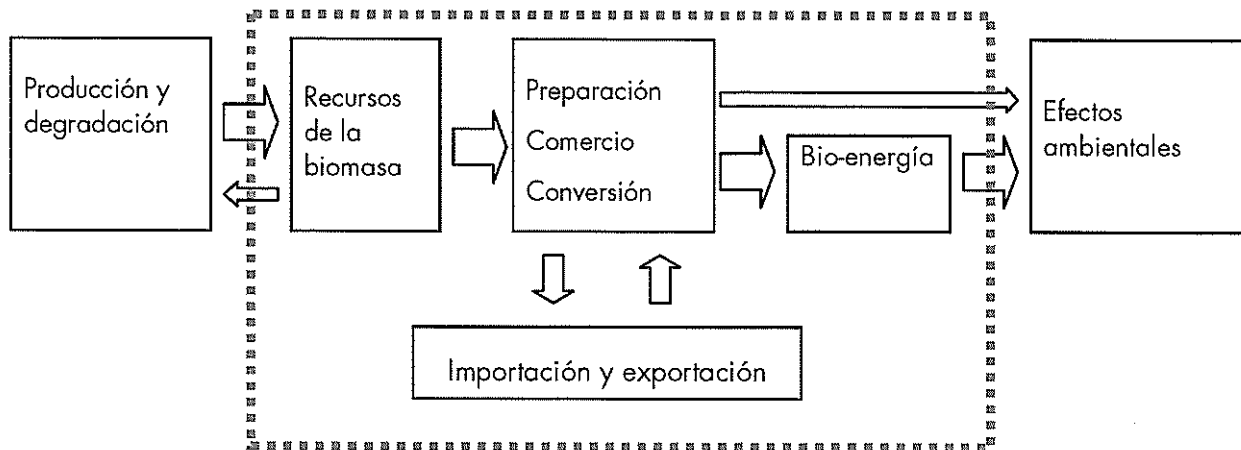 Producción y
degradación
Recursos
de la
biomasa
Preparación
Comercio
Conversión
Bio-energía
Efectos
ambientales
Importación y exportación